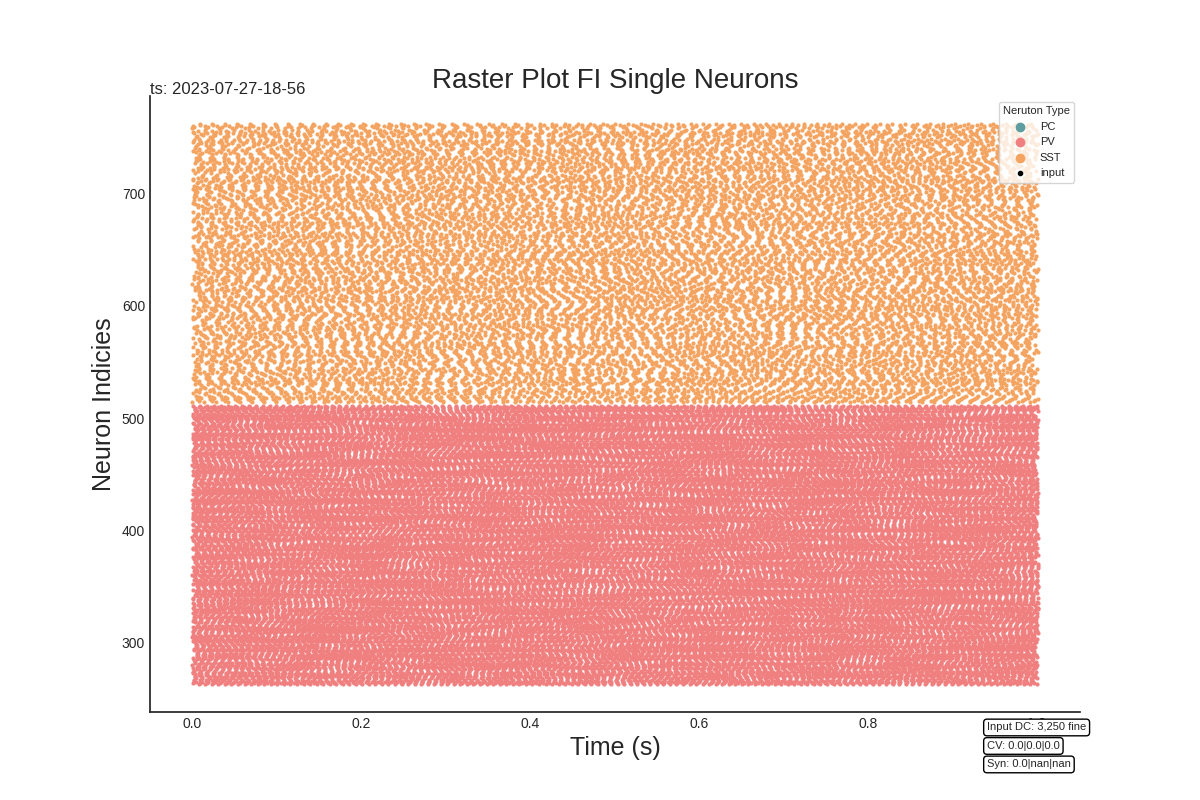 Raster Plot FI Single Neurons
ts: 2023-07-27-18-56
Neruton Type
PC
PV
SST
input
700
600
500
400
300
Neuron Indicies
0.0
0.2
0.4
0.6
0.8
Time (s)
Input DC: 3,250 fine
CV: 0.0|0.0|0.0
Syn: 0.0|nan|nan